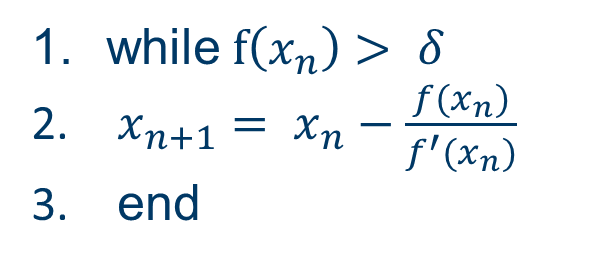 1. while f(xₙ) > δ
2. xₙ₊₁ = xₙ − f(xₙ)/f′(xₙ)
3. end